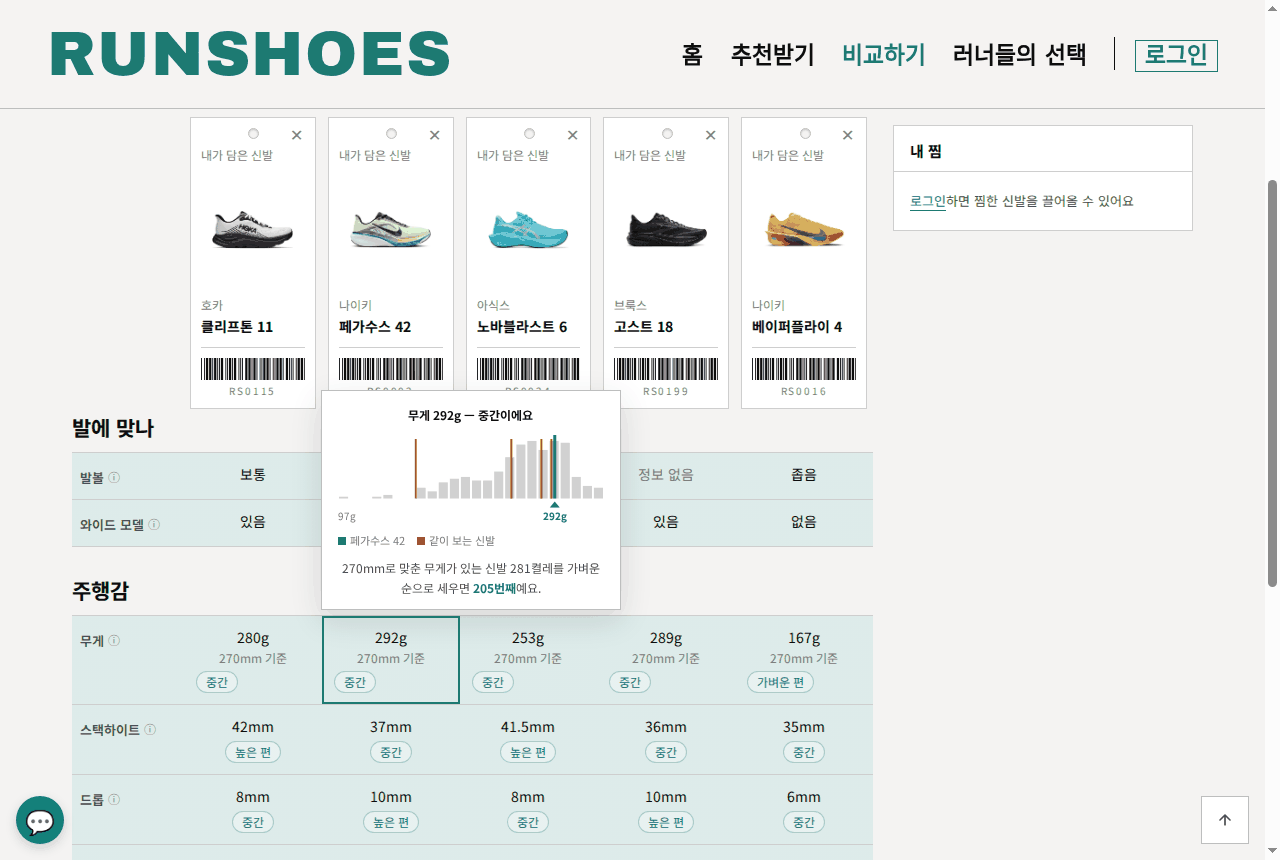 RUNSHOES
홈
추천받기
비교하기
러너들의 선택
로그인
내가 담은 신발
호카
클리프톤 11
RS0115
내가 담은 신발
나이키
페가수스 42
내가 담은 신발
아식스
노바블라스트 6
내가 담은 신발
브룩스
고스트 18
RS0199
내가 담은 신발
나이키
베이퍼플라이 4
RS0016
내 찜
로그인하면 찜한 신발을 끌어올 수 있어요
무게 292g — 중간이에요
97g
292g
페가수스 42
같이 보는 신발
270mm로 맞춘 무게가 있는 신발 281켤레를 가벼운
순으로 세우면 205번째예요.
발에 맞나
발볼 ⓘ
보통
정보 없음
좁음
와이드 모델 ⓘ
있음
있음
없음
주행감
무게 ⓘ
280g
270mm 기준
중간
292g
270mm 기준
중간
253g
270mm 기준
중간
289g
270mm 기준
중간
167g
270mm 기준
가벼운 편
스택하이트 ⓘ
42mm
높은 편
37mm
중간
41.5mm
높은 편
36mm
중간
35mm
중간
드롭 ⓘ
8mm
중간
10mm
높은 편
8mm
중간
10mm
높은 편
6mm
중간